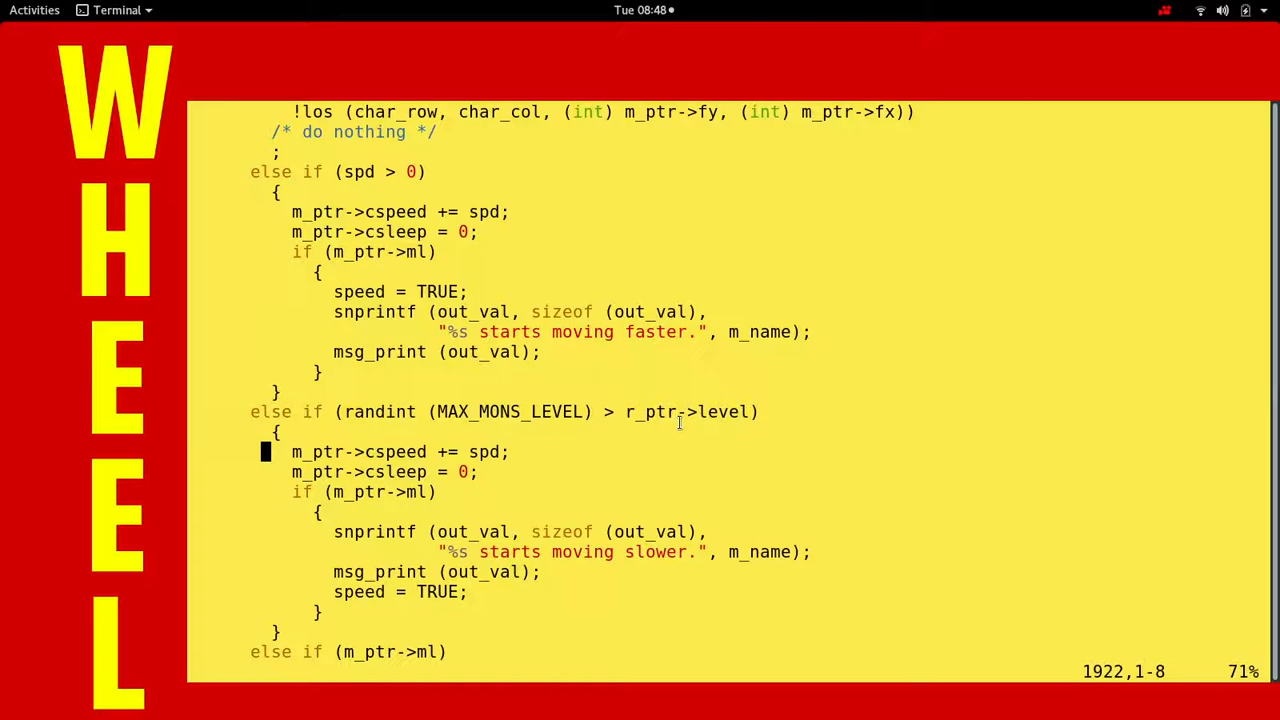 Activities Terminal Tue 08:48
WHEEL
!los (char_row, char_col, (int) m_ptr->fy, (int) m_ptr->fx))
/* do nothing */
;
else if (spd > 0)
{
m_ptr->cspeed += spd;
m_ptr->csleep = 0;
if (m_ptr->ml)
{
speed = TRUE;
snprintf (out_val, sizeof (out_val),
"%s starts moving faster.", m_name);
msg_print (out_val);
}
}
else if (randint (MAX_MONS_LEVEL) > r_ptr->level)
{
m_ptr->cspeed += spd;
m_ptr->csleep = 0;
if (m_ptr->ml)
{
snprintf (out_val, sizeof (out_val),
"%s starts moving slower.", m_name);
msg_print (out_val);
speed = TRUE;
}
}
else if (m_ptr->ml)
1922,1-8 71%